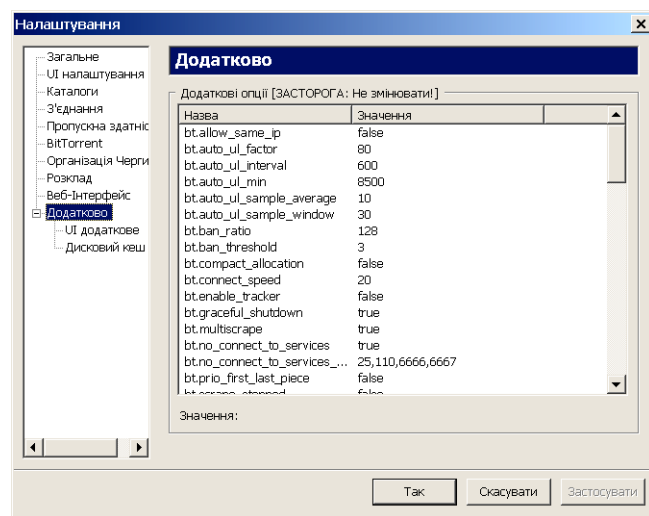 Налаштування
Загальне
UI налаштування
Каталоги
З'єднання
Пропускна здатніс
BitTorrent
Організація Черги
Розклад
Веб-Інтерфейс
Додатково
UI додаткове
Дисковий кеш
Додатково
Додаткові опції [ЗАСТОРОГА: Не змінювати!]
Назва Значення
bt.allow_same_ip false
bt.auto_ul_factor 80
bt.auto_ul_interval 600
bt.auto_ul_min 8500
bt.auto_ul_sample_average 10
bt.auto_ul_sample_window 30
bt.ban_ratio 128
bt.ban_threshold 3
bt.compact_allocation false
bt.connect_speed 20
bt.enable_tracker false
bt.graceful_shutdown true
bt.multiscrape true
bt.no_connect_to_services true
bt.no_connect_to_services_... 25,110,6666,6667
bt.prio_first_last_piece false
Значення:
Так Скасувати Застосувати